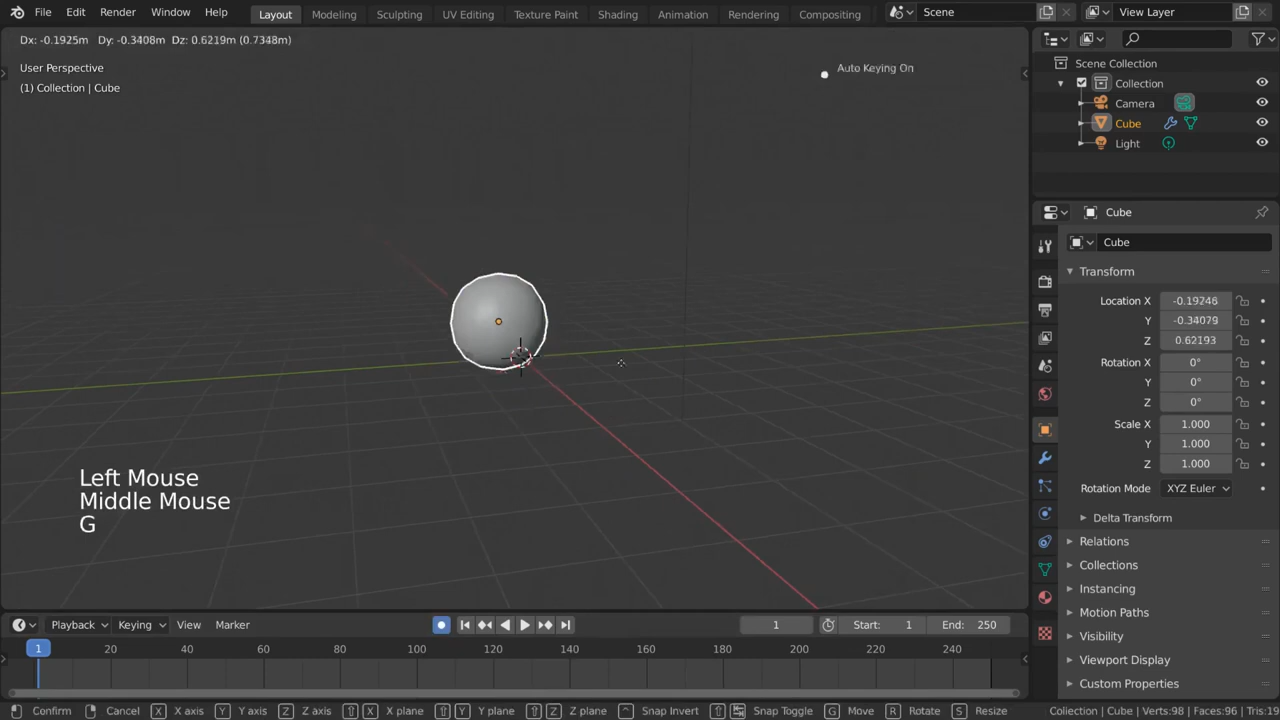 File Edit Render Window Help Layout Modeling Sculpting UV Editing Texture Paint Shading Animation Rendering Compositing Scene View Layer
Dx: -0.1925m Dy: -0.3408m Dz: 0.6219m (0.7348m)
User Perspective
(1) Collection | Cube
Auto Keying On
Scene Collection
Collection
Camera
Cube
Light
Cube
Cube
Transform
Location X -0.19246
Y -0.34079
Z 0.62193
Rotation X 0°
Y 0°
Z 0°
Scale X 1.000
Y 1.000
Z 1.000
Rotation Mode XYZ Euler
Delta Transform
Relations
Collections
Instancing
Motion Paths
Visibility
Viewport Display
Custom Properties
Left Mouse
Middle Mouse
G
Playback Keying View Marker 1 Start: 1 End: 250
1 20 40 60 80 100 120 140 160 180 200 220 240
Confirm Cancel X X axis Y Y axis Z Z axis X X plane Y Y plane Z Z plane Snap Invert Snap Toggle G Move R Rotate S Resize Collection | Cube | Verts:98 | Faces:96 | Tris:19